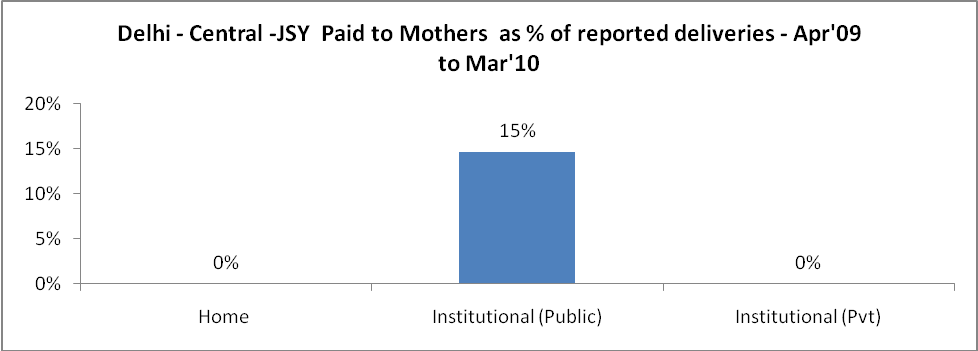 Delhi - Central -JSY  Paid to Mothers  as % of reported deliveries - Apr'09
to Mar'10
20%
15%
10%
5%
0%
0%
15%
0%
Home
Institutional (Public)
Institutional (Pvt)